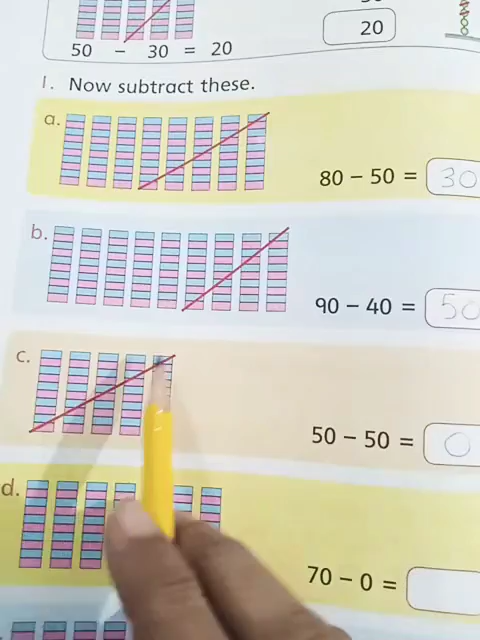 20
50 - 30 = 20
1. Now subtract these.
a.
80 - 50 = 30
b.
90 - 40 = 50
c.
50 - 50 = 0
d.
70 - 0 =